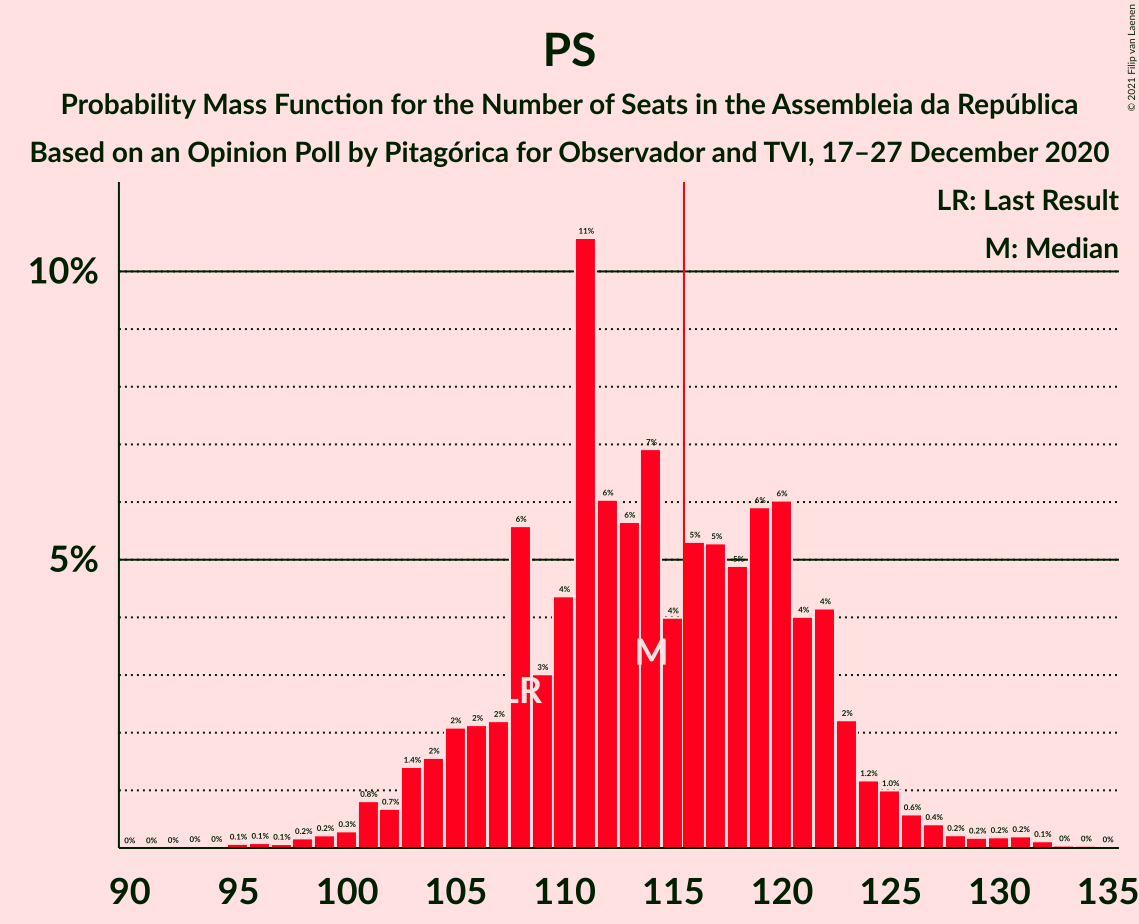 PS
Probability Mass Function for the Number of Seats in the Assembleia da República
Based on an Opinion Poll by Pitagórica for Observador and TVI, 17–27 December 2020
© 2021 Filip van Laenen
LR: Last Result
M: Median
10%
5%
0% 0% 0% 0% 0% 0.1% 0.1% 0.1% 0.2% 0.2% 0.3% 0.8% 0.7% 1.4% 2% 2% 2% 2% 6% 3% 4% 11% 6% 6% 7% 4% 5% 5% 5% 6% 6% 4% 4% 2% 1.2% 1.0% 0.6% 0.4% 0.2% 0.2% 0.2% 0.2% 0.1% 0% 0% 0%
M
LR
90 95 100 105 110 115 120 125 130 135